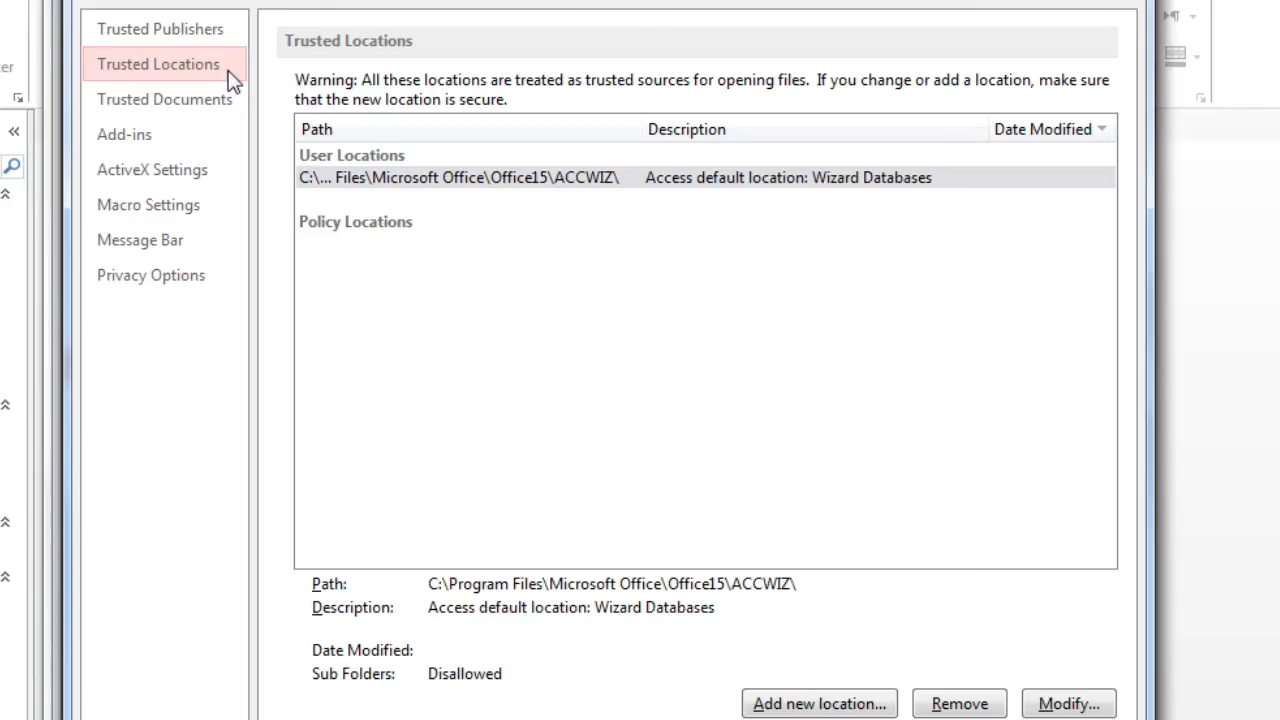 Trusted Publishers
Trusted Locations
Trusted Documents
Add-ins
ActiveX Settings
Macro Settings
Message Bar
Privacy Options
Trusted Locations
Warning: All these locations are treated as trusted sources for opening files. If you change or add a location, make sure
that the new location is secure.
Path Description Date Modified
User Locations
C:\... Files\Microsoft Office\Office15\ACCWIZ\ Access default location: Wizard Databases
Policy Locations
Path: C:\Program Files\Microsoft Office\Office15\ACCWIZ\
Description: Access default location: Wizard Databases
Date Modified:
Sub Folders: Disallowed
Add new location... Remove Modify...